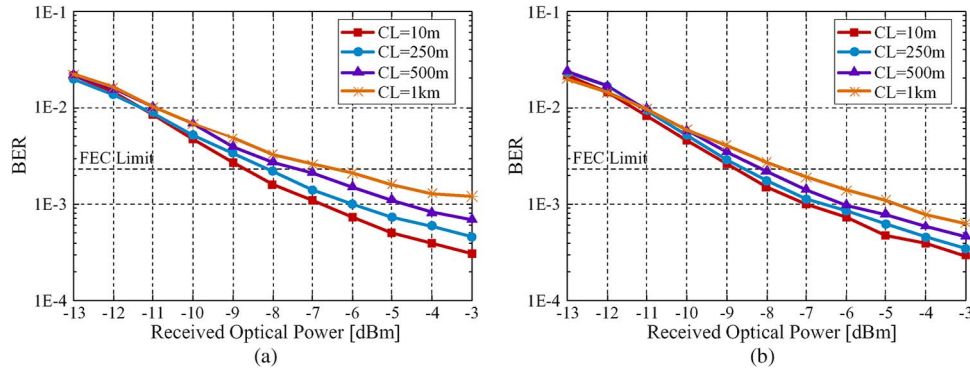 1E-1
CL=10m
CL=250m
CL=500m
CL=1km
1E-2
BER
FEC Limit
1E-3
1E-4
-13 -12 -11 -10 -9 -8 -7 -6 -5 -4 -3
Received Optical Power [dBm]
(a)
1E-1
CL=10m
CL=250m
CL=500m
CL=1km
1E-2
BER
FEC Limit
1E-3
1E-4
-13 -12 -11 -10 -9 -8 -7 -6 -5 -4 -3
Received Optical Power [dBm]
(b)